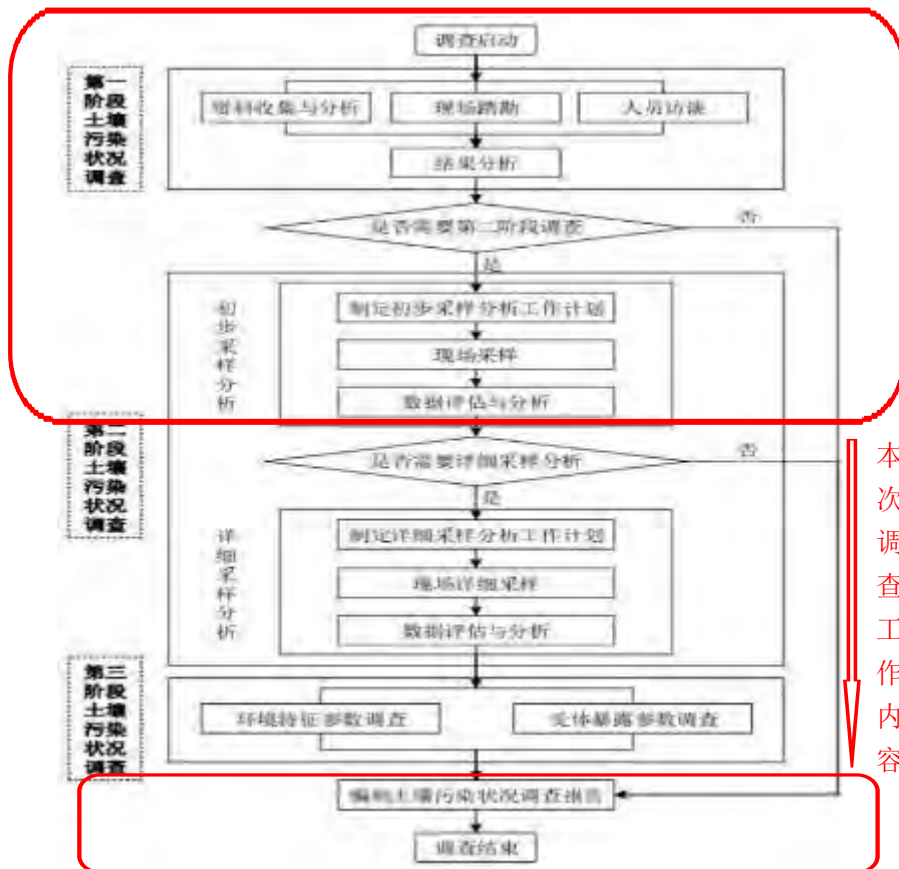 调查启动
第一
阶段
土壤
污染
状况
调查
资料收集与分析
现场踏勘
人员访谈
结果分析
是否需要第二阶段调查
否
是
初步采样分析
制定初步采样分析工作计划
现场采样
数据评估与分析
第二
阶段
土壤
污染
状况
调查
是否需要详细采样分析
否
是
详细采样分析
制定详细采样分析工作计划
现场详细采样
数据评估与分析
本次调查工作内容
第三
阶段
土壤
污染
状况
调查
环境特征参数调查
受体暴露参数调查
编制土壤污染状况调查报告
调查结束